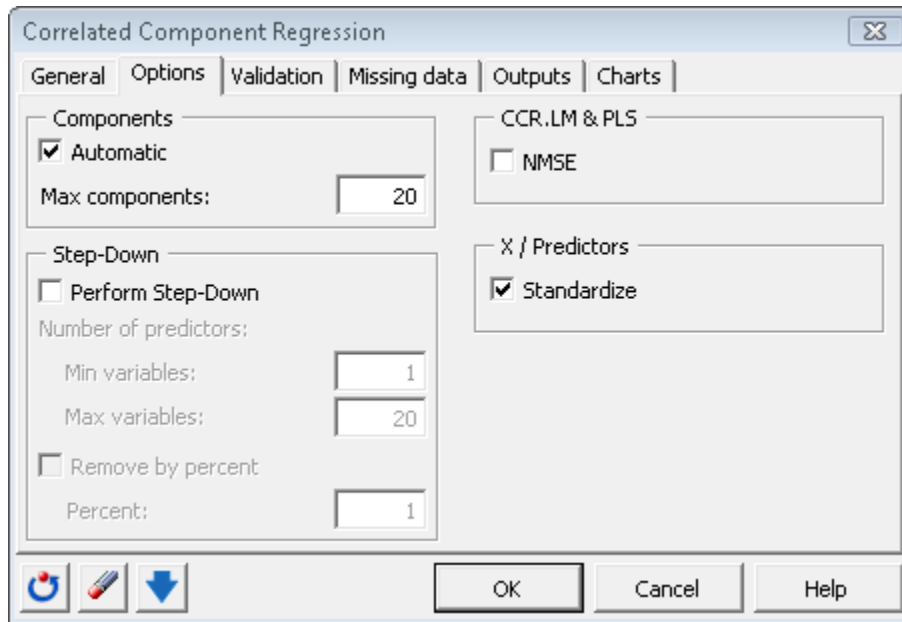 Correlated Component Regression
General Options Validation Missing data Outputs Charts
Components
Automatic
Max components: 20
Step-Down
Perform Step-Down
Number of predictors:
Min variables: 1
Max variables: 20
Remove by percent
Percent: 1
CCR.LM & PLS
NMSE
X / Predictors
Standardize
OK Cancel Help